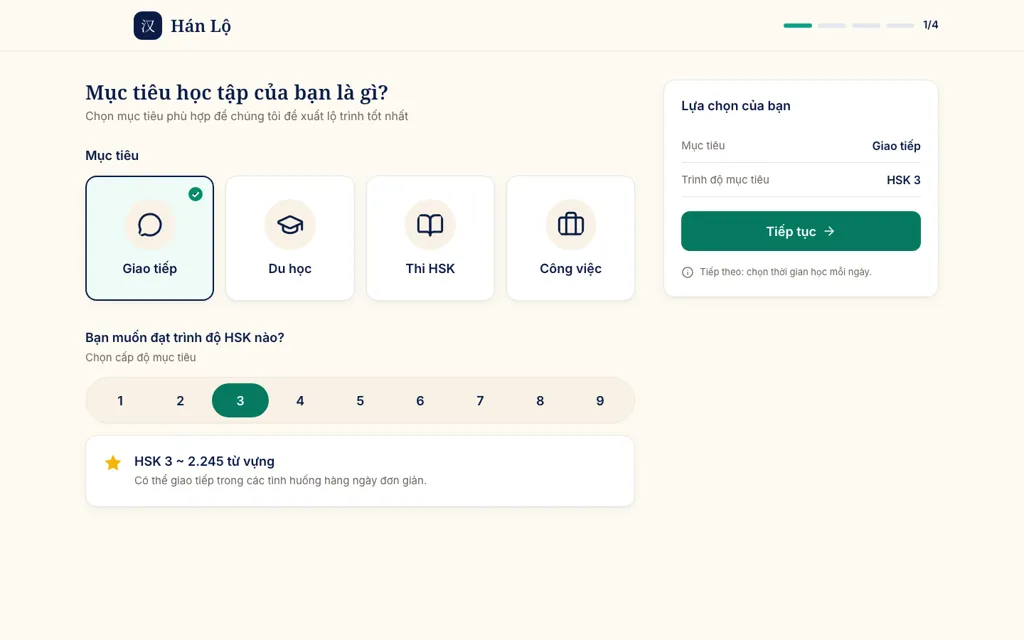 汉 Hán Lộ
1/4
Mục tiêu học tập của bạn là gì?
Chọn mục tiêu phù hợp để chúng tôi đề xuất lộ trình tốt nhất
Mục tiêu
Giao tiếp
Du học
Thi HSK
Công việc
Bạn muốn đạt trình độ HSK nào?
Chọn cấp độ mục tiêu
1 2 3 4 5 6 7 8 9
HSK 3 ~ 2.245 từ vựng
Có thể giao tiếp trong các tình huống hàng ngày đơn giản.
Lựa chọn của bạn
Mục tiêu Giao tiếp
Trình độ mục tiêu HSK 3
Tiếp tục →
Tiếp theo: chọn thời gian học mỗi ngày.